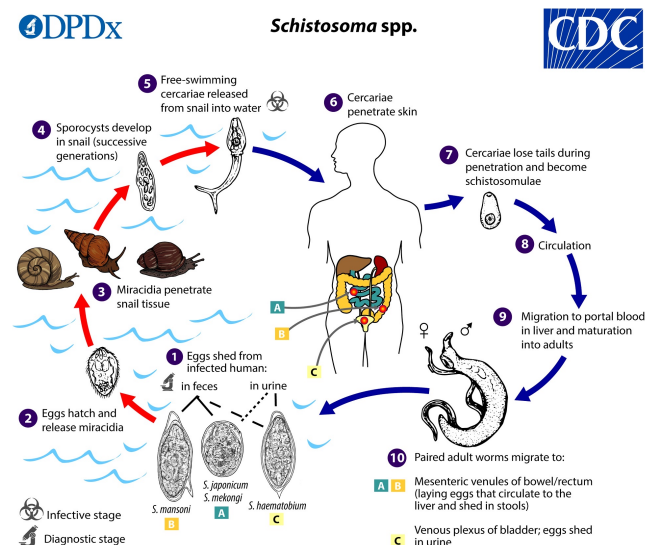 DPDx
Schistosoma spp.
CDC
5 Free-swimming
cercariae released
from snail into water
6 Cercariae
penetrate skin
4 Sporocysts develop
in snail (successive
generations)
7 Cercariae lose tails during
penetration and become
schistosomulae
8 Circulation
3 Miracidia penetrate
snail tissue
A
B
C
9 Migration to portal blood
in liver and maturation
into adults
♀ ♂
1 Eggs shed from
infected human:
in feces
in urine
2 Eggs hatch and
release miracidia
S. mansoni
B
S. japonicum
S. mekongi
A
S. haematobium
C
10 Paired adult worms migrate to:
A B Mesenteric venules of bowel/rectum
(laying eggs that circulate to the
liver and shed in stools)
C Venous plexus of bladder; eggs shed
in urine
Infective stage
Diagnostic stage